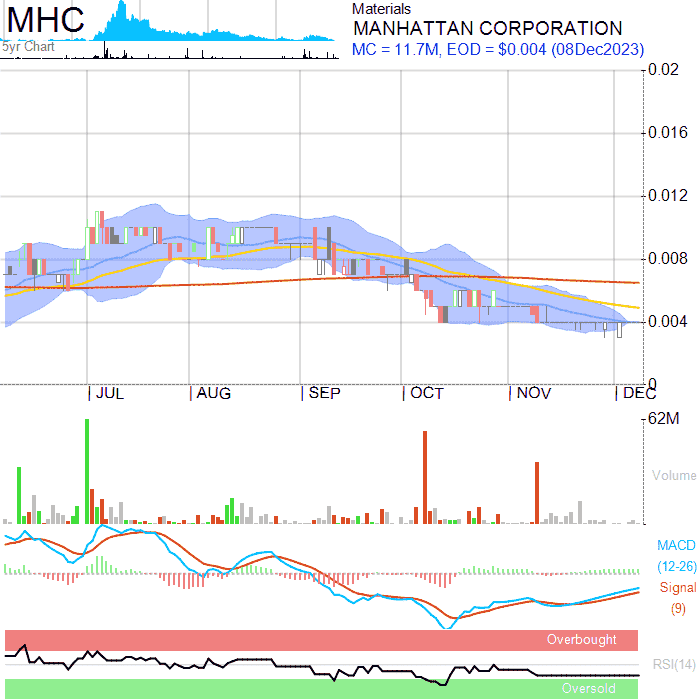 MHC
5yr Chart
Materials
MANHATTAN CORPORATION
MC = 11.7M, EOD = $0.004 (08Dec2023)
0.02
0.016
0.012
0.008
0.004
0
JUL AUG SEP OCT NOV DEC
62M
Volume
MACD
(12-26)
Signal
(9)
Overbought
RSI(14)
Oversold